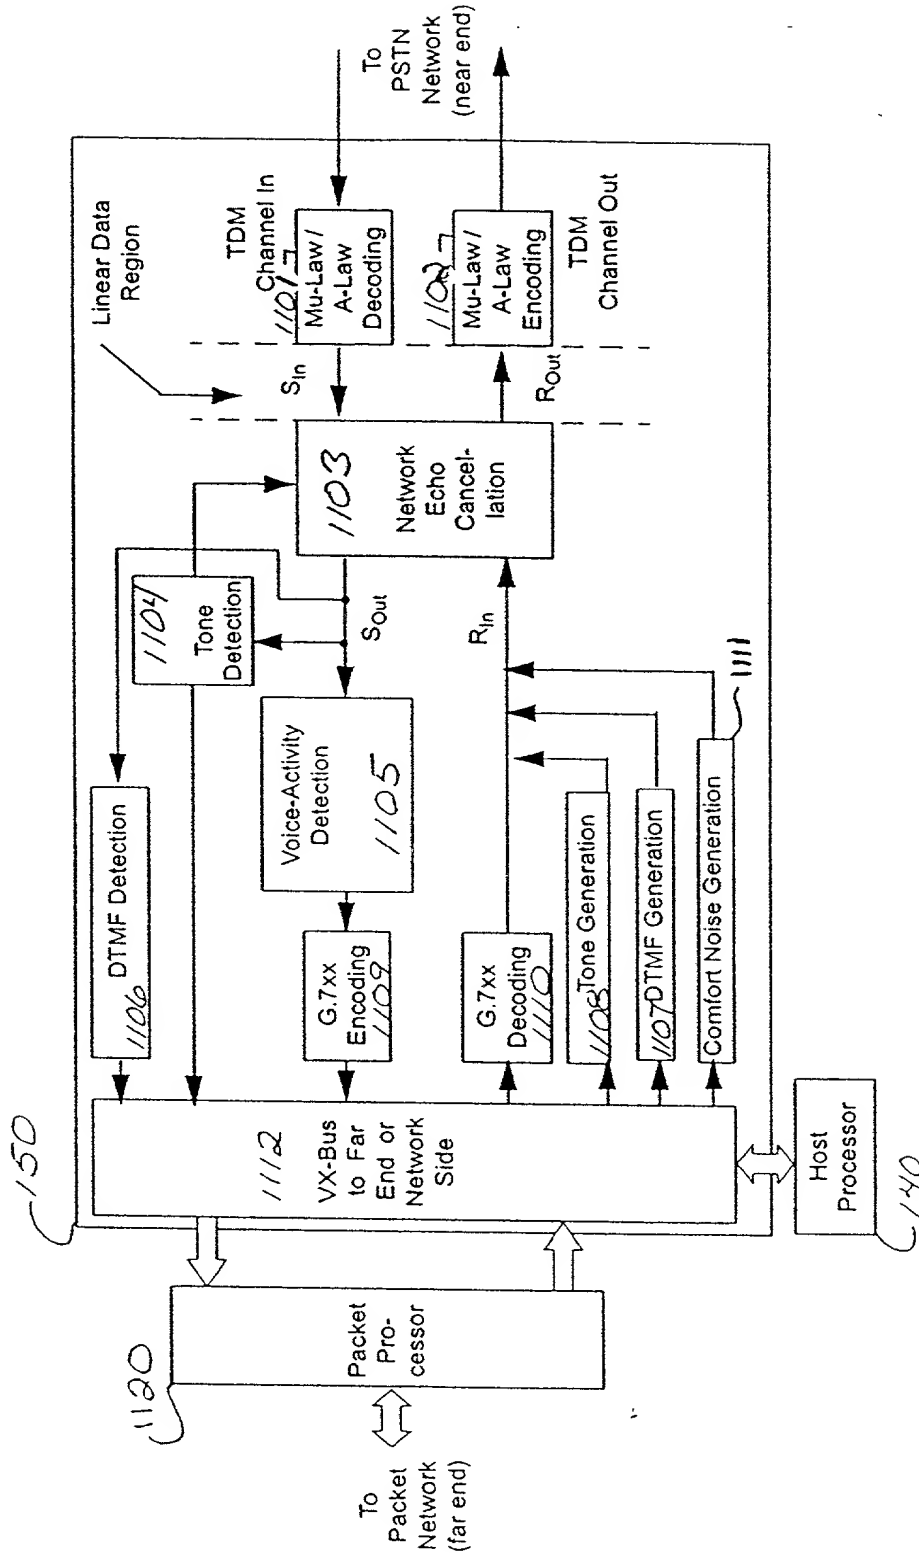 150
1120
Packet
Pro-
cessor
To
Packet
Network
(far end)
1112
VX-Bus
to Far
End or
Network
Side
Host
Processor
140
1106
DTMF Detection
1104
Tone
Detection
Voice-Activity
Detection
1105
G.7xx
Encoding
1109
G.7xx
Decoding
1110
1108
Tone Generation
1107
DTMF Generation
Comfort Noise Generation
1111
SOut
RIn
1103
Network
Echo
Cancel-
lation
Linear Data
Region
SIn
ROut
TDM
Channel In
1101
Mu-Law/
A-Law
Decoding
1102
Mu-Law/
A-Law
Encoding
TDM
Channel Out
To
PSTN
Network
(near end)